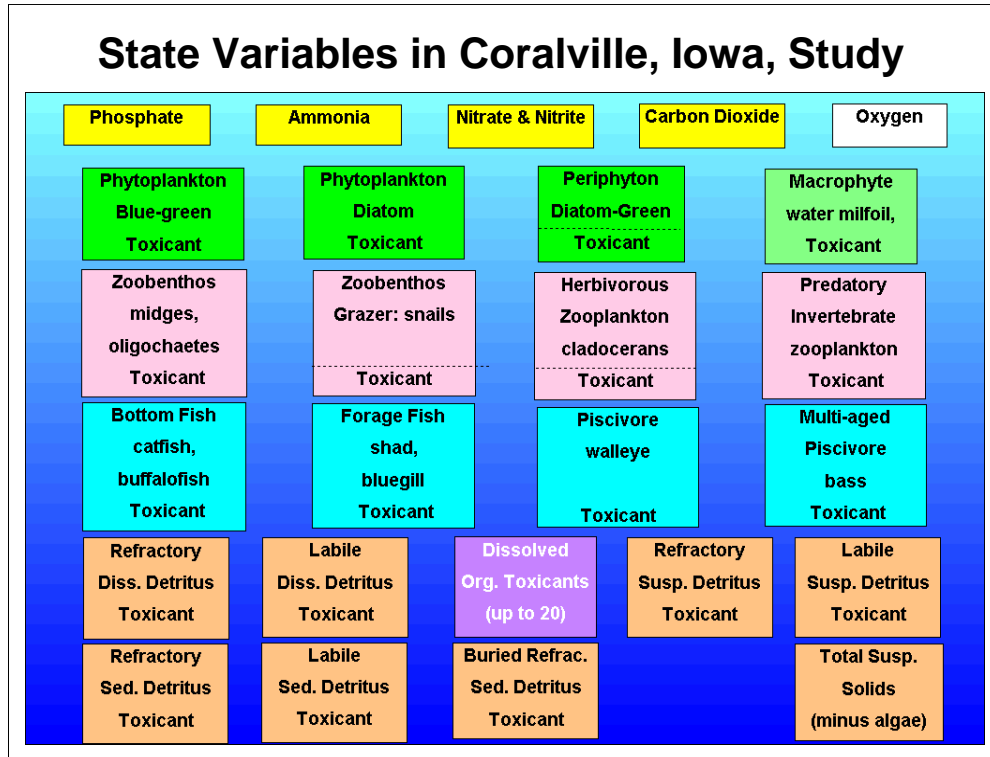 State Variables in Coralville, Iowa, Study
Phosphate
Ammonia
Nitrate & Nitrite
Carbon Dioxide
Oxygen
Phytoplankton
Blue-green
Toxicant
Phytoplankton
Diatom
Toxicant
Periphyton
Diatom-Green
Toxicant
Macrophyte
water milfoil,
Toxicant
Zoobenthos
midges,
oligochaetes
Toxicant
Zoobenthos
Grazer: snails
Toxicant
Herbivorous
Zooplankton
cladocerans
Toxicant
Predatory
Invertebrate
zooplankton
Toxicant
Bottom Fish
catfish,
buffalofish
Toxicant
Forage Fish
shad,
bluegill
Toxicant
Piscivore
walleye
Toxicant
Multi-aged
Piscivore
bass
Toxicant
Refractory
Diss. Detritus
Toxicant
Labile
Diss. Detritus
Toxicant
Dissolved
Org. Toxicants
(up to 20)
Refractory
Susp. Detritus
Toxicant
Labile
Susp. Detritus
Toxicant
Refractory
Sed. Detritus
Toxicant
Labile
Sed. Detritus
Toxicant
Buried Refrac.
Sed. Detritus
Toxicant
Total Susp.
Solids
(minus algae)